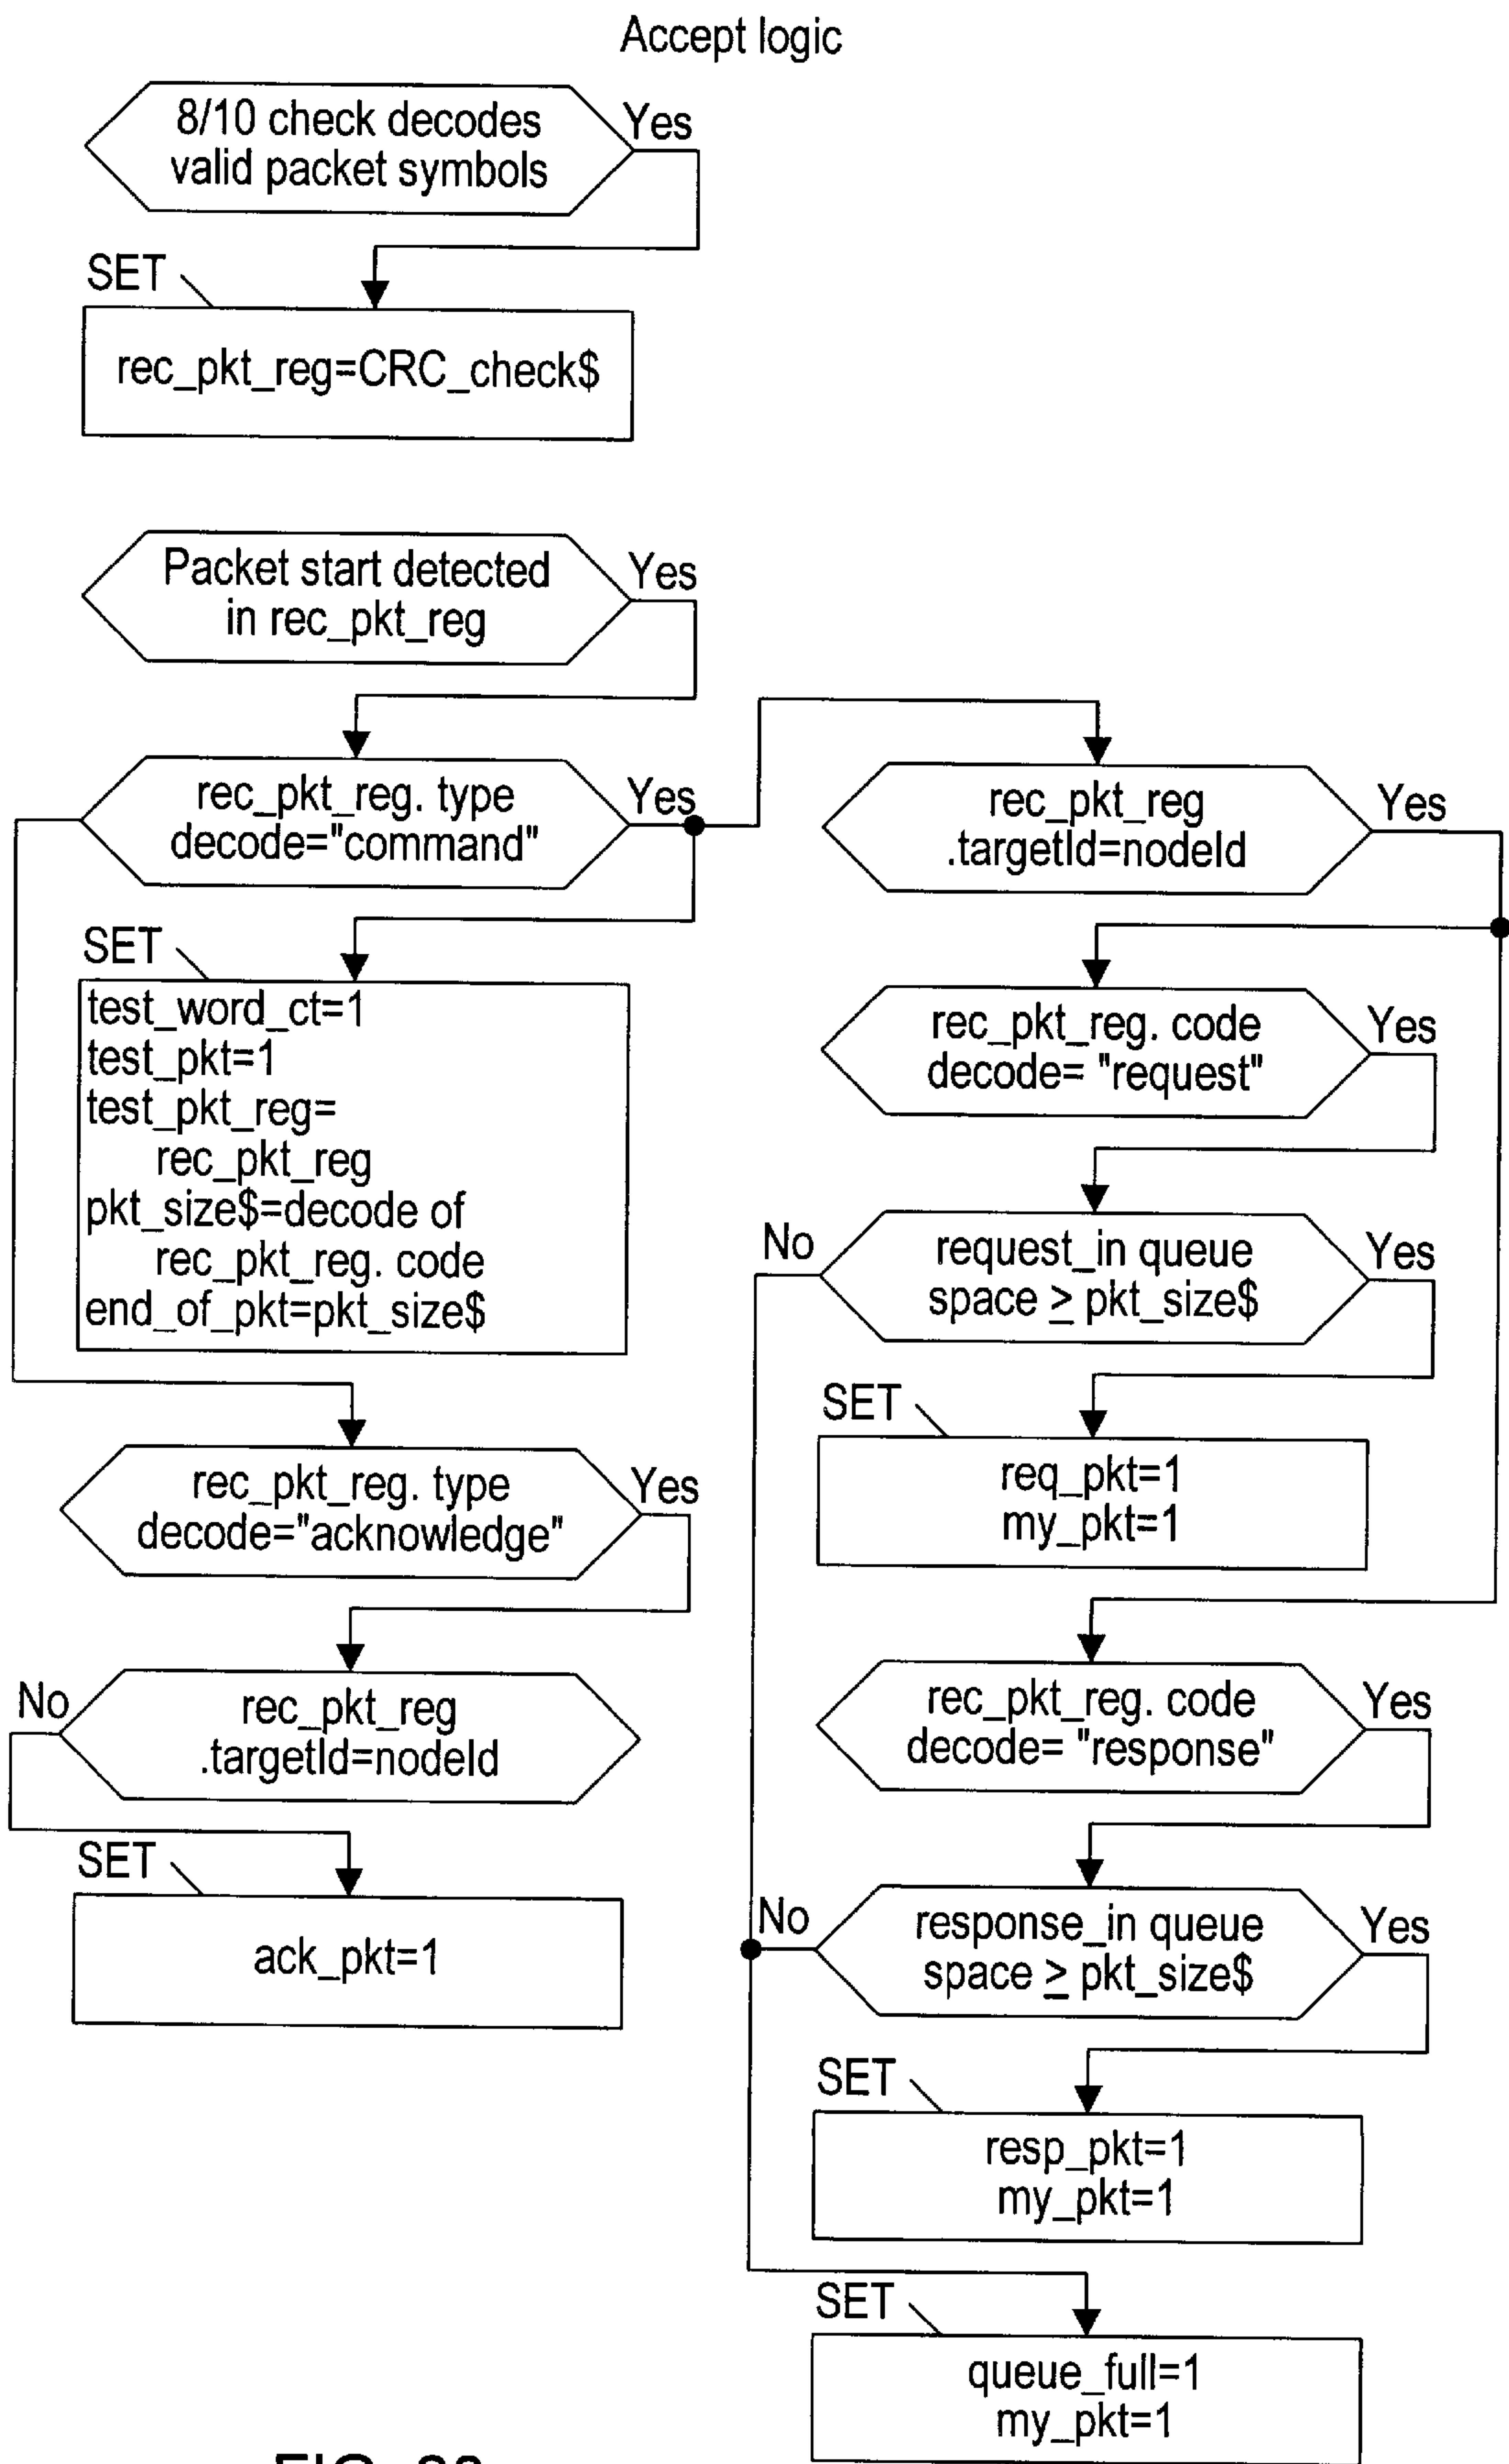 Accept logic
8/10 check decodes
valid packet symbols
Yes
SET
rec_pkt_reg=CRC_check$
Packet start detected
in rec_pkt_reg
Yes
rec_pkt_reg. type
decode="command"
Yes
SET
test_word_ct=1
test_pkt=1
test_pkt_reg=
rec_pkt_reg
pkt_size$=decode of
rec_pkt_reg. code
end_of_pkt=pkt_size$
rec_pkt_reg. type
decode="acknowledge"
Yes
No
rec_pkt_reg
.targetId=nodeId
SET
ack_pkt=1
rec_pkt_reg
.targetId=nodeId
Yes
rec_pkt_reg. code
decode= "request"
Yes
No
request_in queue
space ≥ pkt_size$
Yes
SET
req_pkt=1
my_pkt=1
rec_pkt_reg. code
decode= "response"
Yes
No
response_in queue
space ≥ pkt_size$
Yes
SET
resp_pkt=1
my_pkt=1
SET
queue_full=1
my_pkt=1